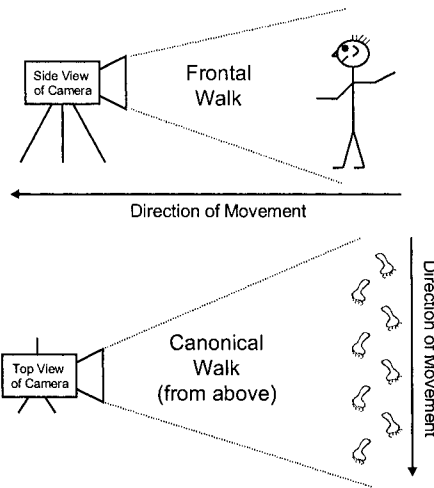 Side View
of Camera
Frontal
Walk
Direction of Movement
Canonical
Walk
(from above)
Top View
of Camera
Direction of Movement